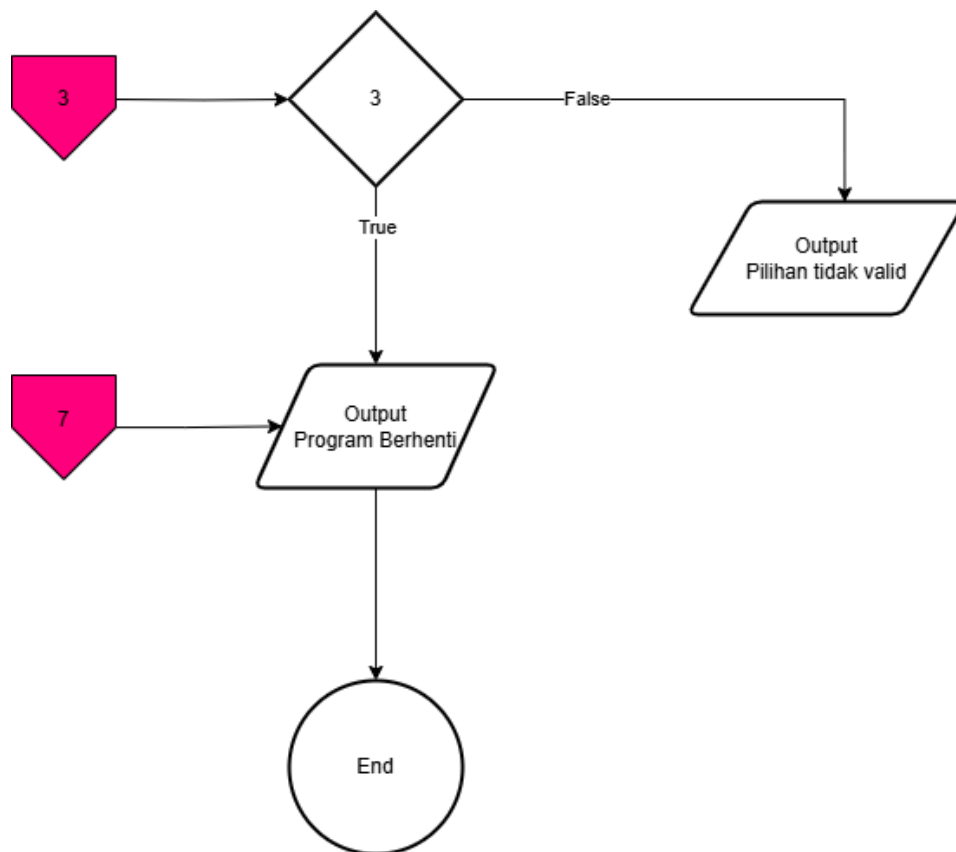 3
3
False
True
Output
Pilihan tidak valid
7
Output
Program Berhenti
End